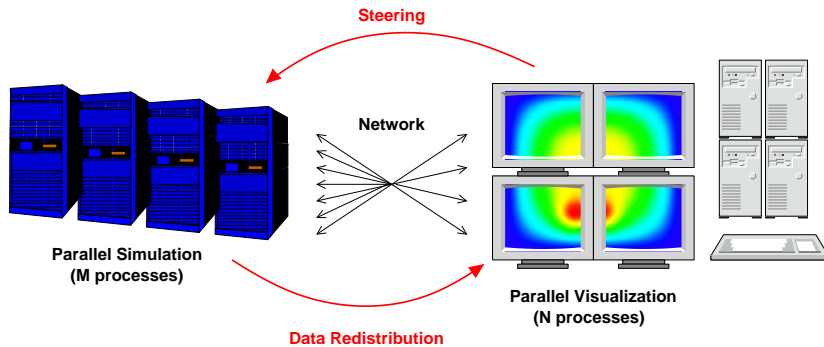 Steering
Network
Parallel Simulation
(M processes)
Parallel Visualization
(N processes)
Data Redistribution